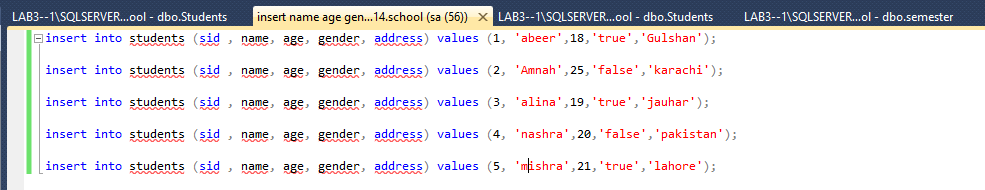 LAB3--1\SQLSERVER...ool - dbo.Students insert name age gen...14.school (sa (56))* LAB3--1\SQLSERVER...ool - dbo.Students LAB3--1\SQLSERVER...ool - dbo.semester
insert into students (sid , name, age, gender, address) values (1, 'abeer',18,'true','Gulshan');
insert into students (sid , name, age, gender, address) values (2, 'Amnah',25,'false','karachi');
insert into students (sid , name, age, gender, address) values (3, 'alina',19,'true','jauhar');
insert into students (sid , name, age, gender, address) values (4, 'nashra',20,'false','pakistan');
insert into students (sid , name, age, gender, address) values (5, 'mishra',21,'true','lahore');